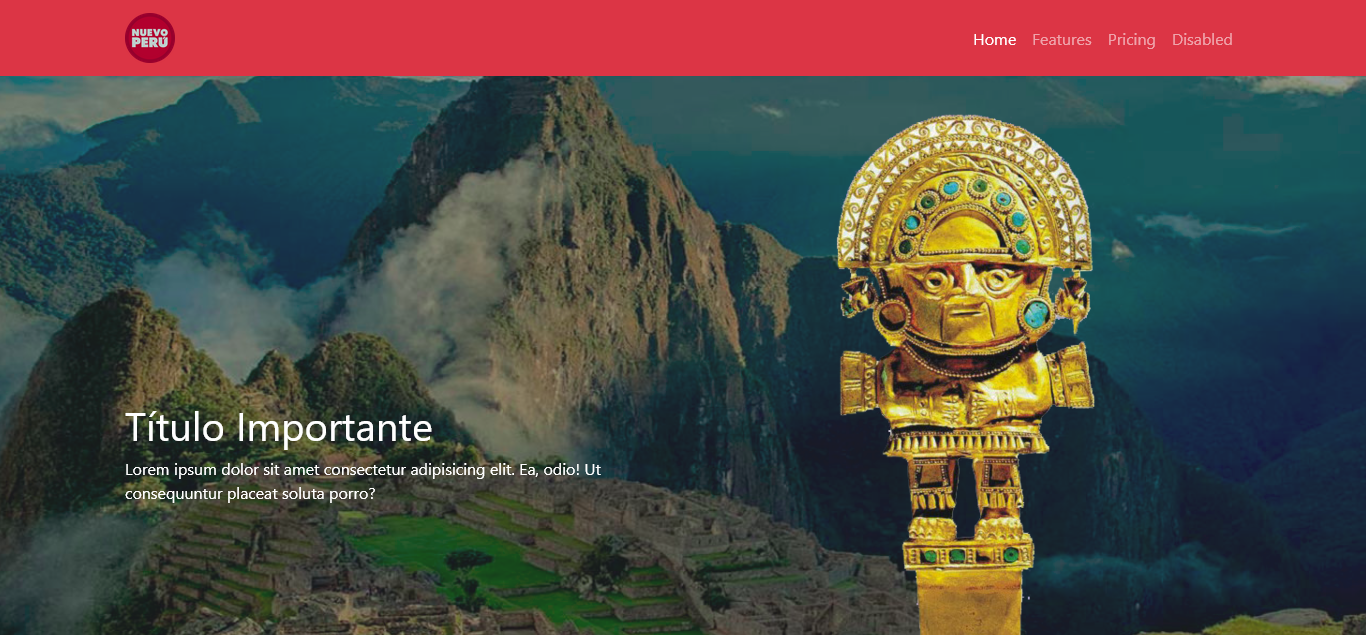 NUEVO
PERÚ
Home Features Pricing Disabled
Título Importante
Lorem ipsum dolor sit amet consectetur adipisicing elit. Ea, odio! Ut
consequuntur placeat soluta porro?